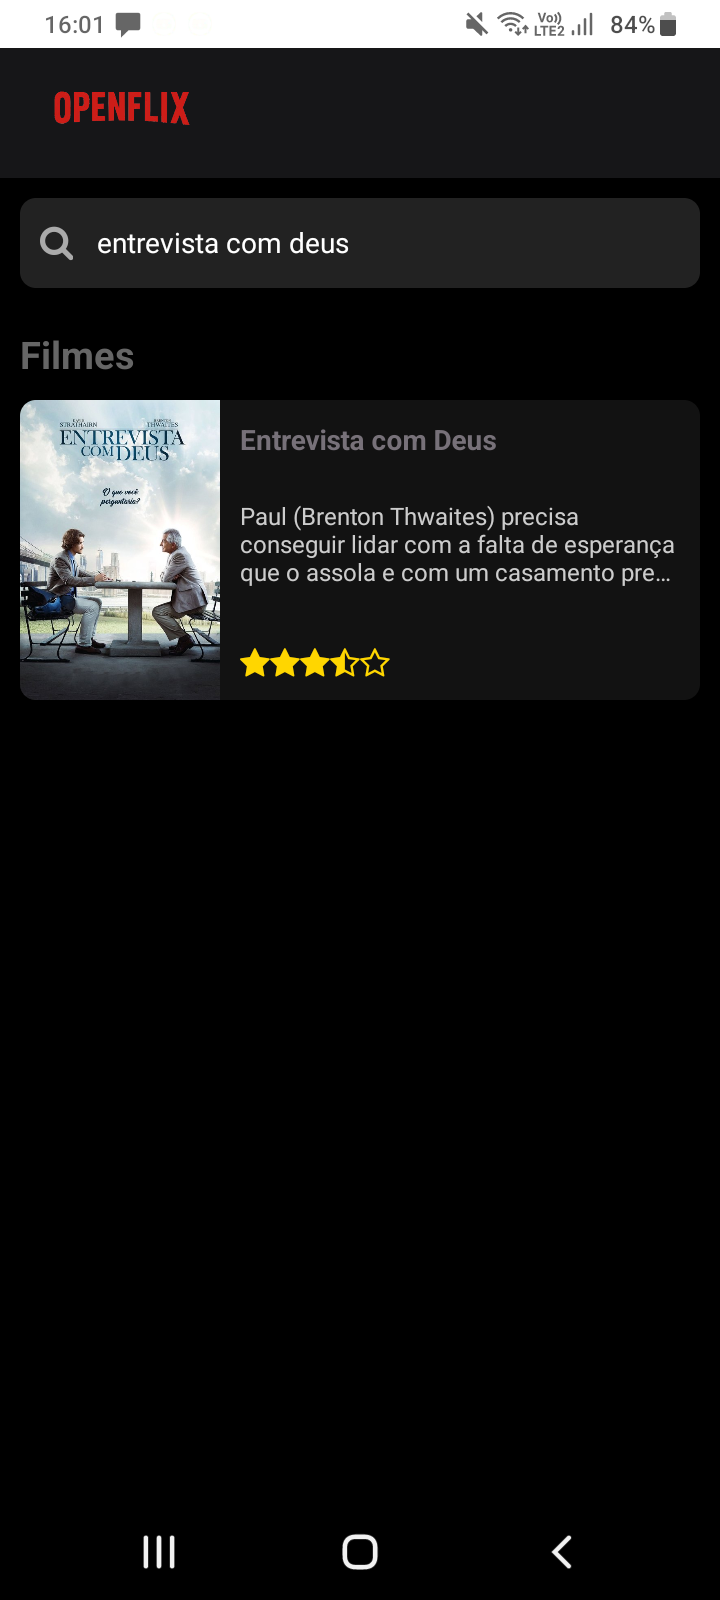 16:01
Vo))
LTE2
84%
OPENFLIX
entrevista com deus
Filmes
STRATHAIRN
THWAITES
ENTREVISTA
COM DEUS
O que você
perguntaria?
Entrevista com Deus
Paul (Brenton Thwaites) precisa
conseguir lidar com a falta de esperança
que o assola e com um casamento pre...